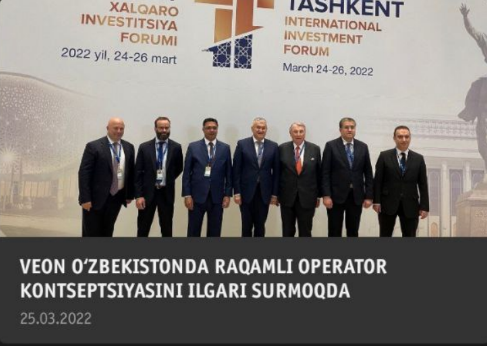 XALQARO
INVESTITSIYA
FORUMI
2022 yil, 24-26 mart
TASHKENT
INTERNATIONAL
INVESTMENT
FORUM
March 24-26, 2022
VEON O‘ZBEKISTONDA RAQAMLI OPERATOR
KONTSEPTSIYASINI ILGARI SURMOQDA
25.03.2022